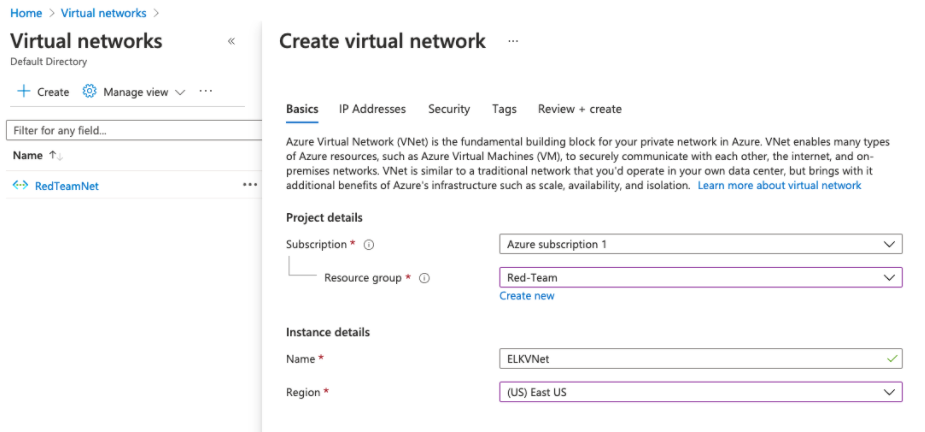 Home > Virtual networks >
Virtual networks «
Default Directory
+ Create Manage view ...
Filter for any field...
Name ↑↓
RedTeamNet ...
Create virtual network ...
Basics IP Addresses Security Tags Review + create
Azure Virtual Network (VNet) is the fundamental building block for your private network in Azure. VNet enables many types
of Azure resources, such as Azure Virtual Machines (VM), to securely communicate with each other, the internet, and on-
premises networks. VNet is similar to a traditional network that you'd operate in your own data center, but brings with it
additional benefits of Azure's infrastructure such as scale, availability, and isolation. Learn more about virtual network
Project details
Subscription * Azure subscription 1
Resource group * Red-Team
Create new
Instance details
Name * ELKVNet
Region * (US) East US